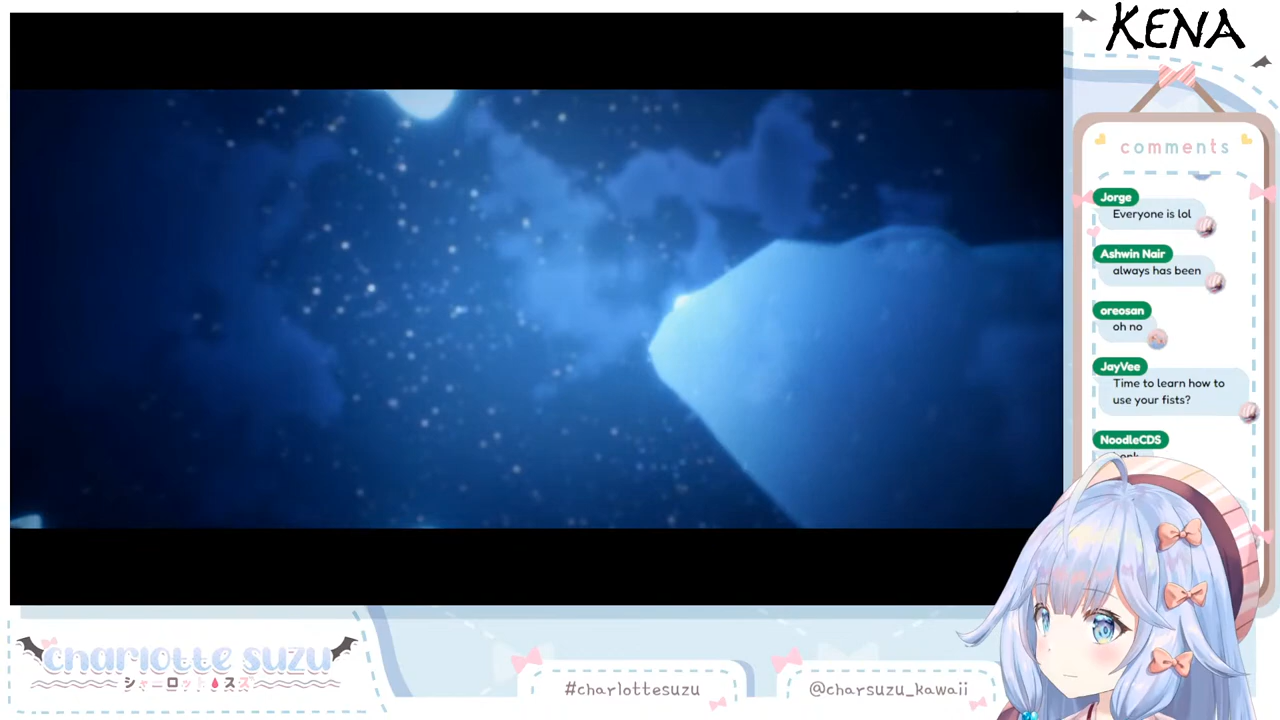 KENA
comments
Jorge
Everyone is lol
Ashwin Nair
always has been
oreosan
oh no
JayVee
Time to learn how to
use your fists?
NoodleCDS
charlotte suzu
シャーロット スズ
#charlottesuzu
@charsuzu_kawaii